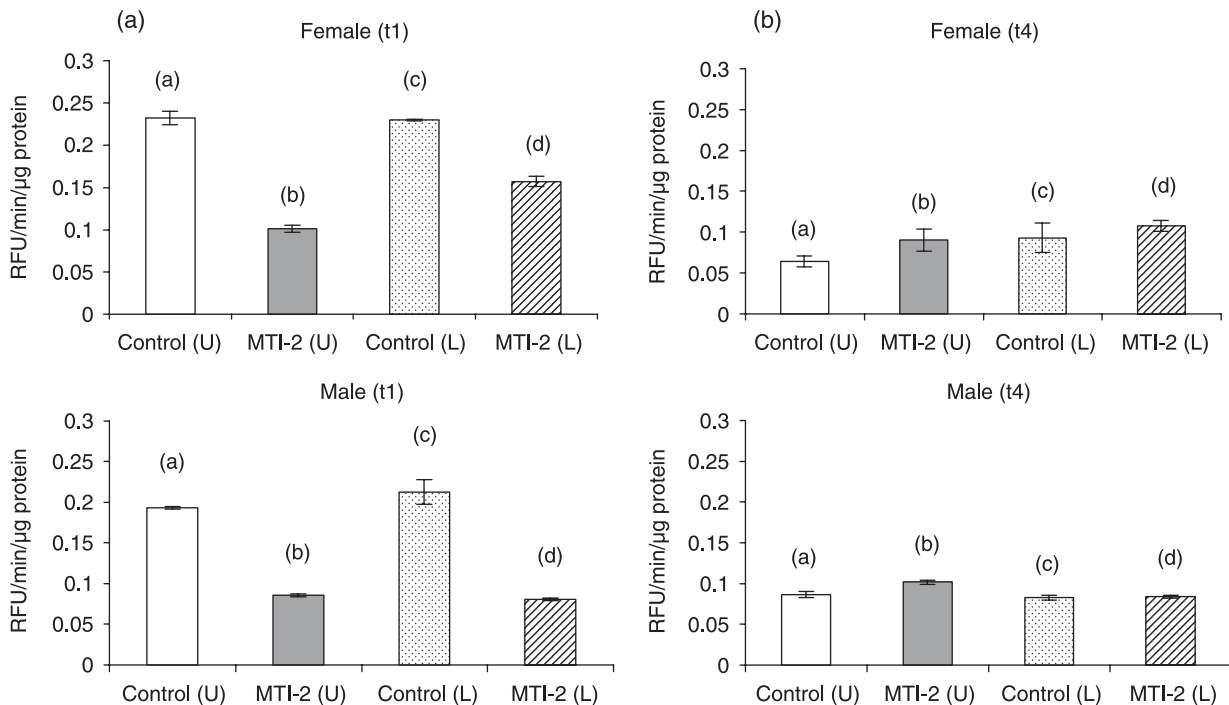 (a)
Female (t1)
RFU/min/µg protein
0.3
0.25
0.2
0.15
0.1
0.05
0
(a)
(b)
(c)
(d)
Control (U) MTI-2 (U) Control (L) MTI-2 (L)
(b)
Female (t4)
RFU/min/µg protein
0.3
0.25
0.2
0.15
0.1
0.05
0
(a)
(b)
(c)
(d)
Control (U) MTI-2 (U) Control (L) MTI-2 (L)
Male (t1)
RFU/min/µg protein
0.3
0.25
0.2
0.15
0.1
0.05
0
(a)
(b)
(c)
(d)
Control (U) MTI-2 (U) Control (L) MTI-2 (L)
Male (t4)
RFU/min/µg protein
0.3
0.25
0.2
0.15
0.1
0.05
0
(a)
(b)
(c)
(d)
Control (U) MTI-2 (U) Control (L) MTI-2 (L)